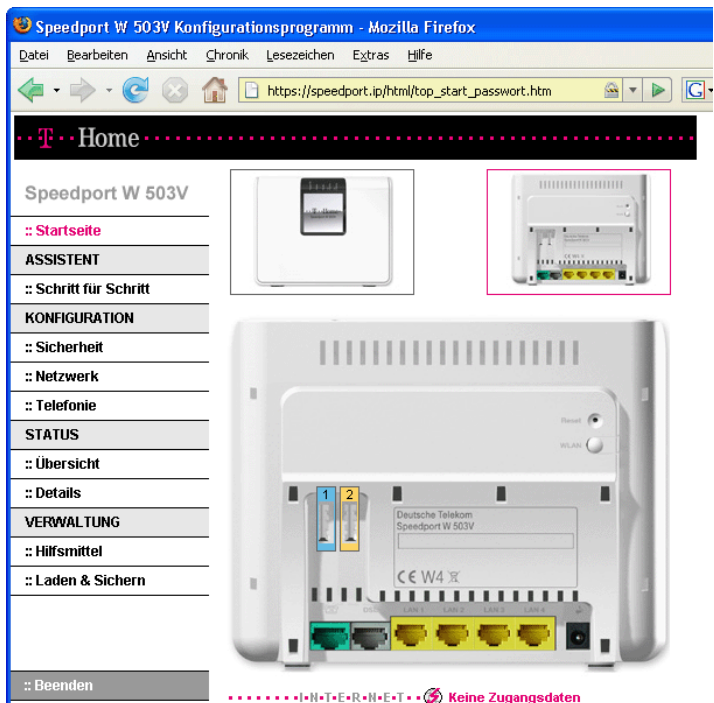 Speedport W 503V Konfigurationsprogramm - Mozilla Firefox
Datei Bearbeiten Ansicht Chronik Lesezeichen Extras Hilfe
https://speedport.ip/html/top_start_passwort.htm
G
T Home
Speedport W 503V
:: Startseite
ASSISTENT
:: Schritt für Schritt
KONFIGURATION
:: Sicherheit
:: Netzwerk
:: Telefonie
STATUS
:: Übersicht
:: Details
VERWALTUNG
:: Hilfsmittel
:: Laden & Sichern
:: Beenden
T Home
Reset
WLAN
1 2
Deutsche Telekom
Speedport W 503V
CE W4
DSL LAN 1 LAN 2 LAN 3 LAN 4
INTERNET Keine Zugangsdaten